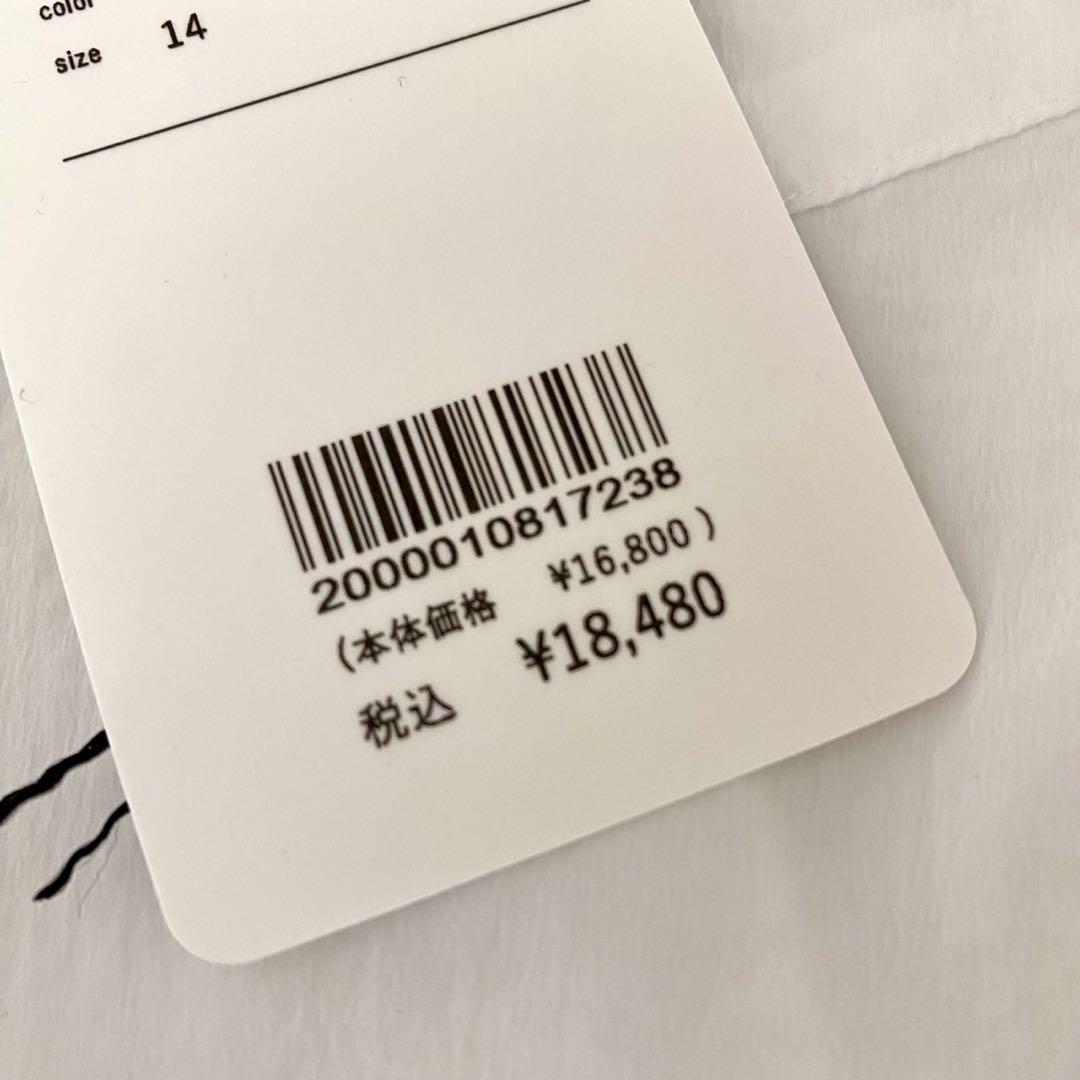 color
size 14
2000010817238
(本体価格 ¥16,800)
税込 ¥18,480